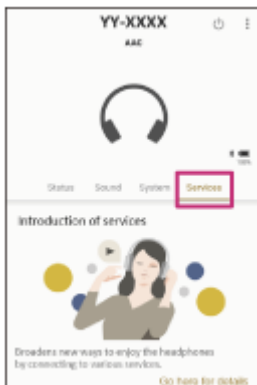 YY-XXXX
AAC
100%
Status Sound System Services
Introduction of services
Broadens new ways to enjoy the headphones
by connecting to various services.
Go here for details